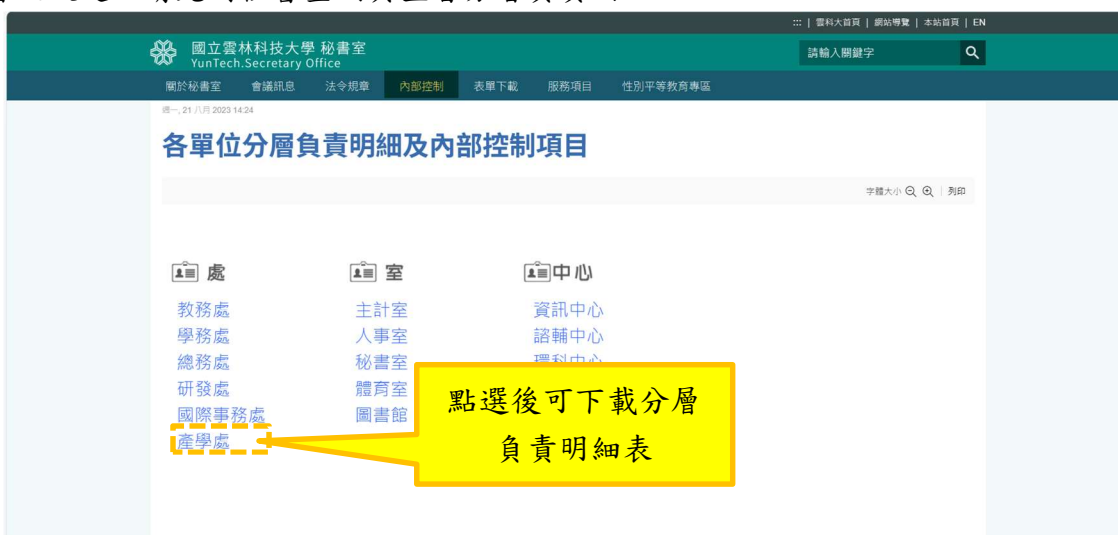 ::: | 雲科大首頁 | 網站導覽 | 本站首頁 | EN
國立雲林科技大學 秘書室
YunTech.Secretary Office
請輸入關鍵字
關於秘書室 會議訊息 法令規章 內部控制 表單下載 服務項目 性別平等教育專區
週一, 21 八月 2023 14:24
各單位分層負責明細及內部控制項目
字體大小 | 列印
處 室 中心
教務處 主計室 資訊中心
學務處 人事室 諮輔中心
總務處 秘書室 環科中心
研發處 體育室
國際事務處 圖書館
產學處
點選後可下載分層
負責明細表